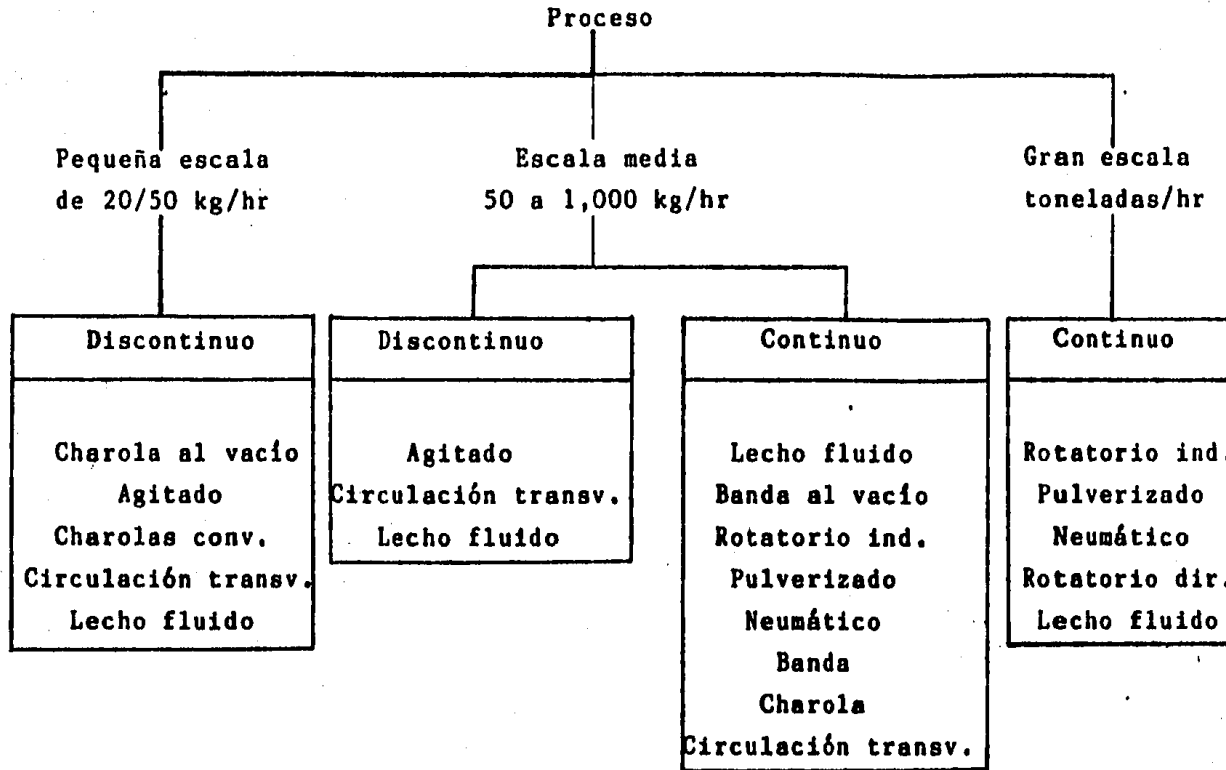 Proceso
Pequeña escala
de 20/50 kg/hr
Escala media
50 a 1,000 kg/hr
Gran escala
toneladas/hr
Discontinuo
Charola al vacío
Agitado
Charolas conv.
Circulación transv.
Lecho fluido
Discontinuo
Agitado
Circulación transv.
Lecho fluido
Continuo
Lecho fluido
Banda al vacío
Rotatorio ind.
Pulverizado
Neumático
Banda
Charola
Circulación transv.
Continuo
Rotatorio ind.
Pulverizado
Neumático
Rotatorio dir.
Lecho fluido